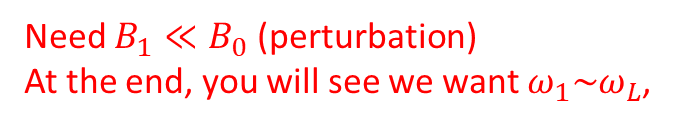 Need 𝐵₁ ≪ 𝐵₀ (perturbation)
At the end, you will see we want 𝜔₁~𝜔_𝐿,